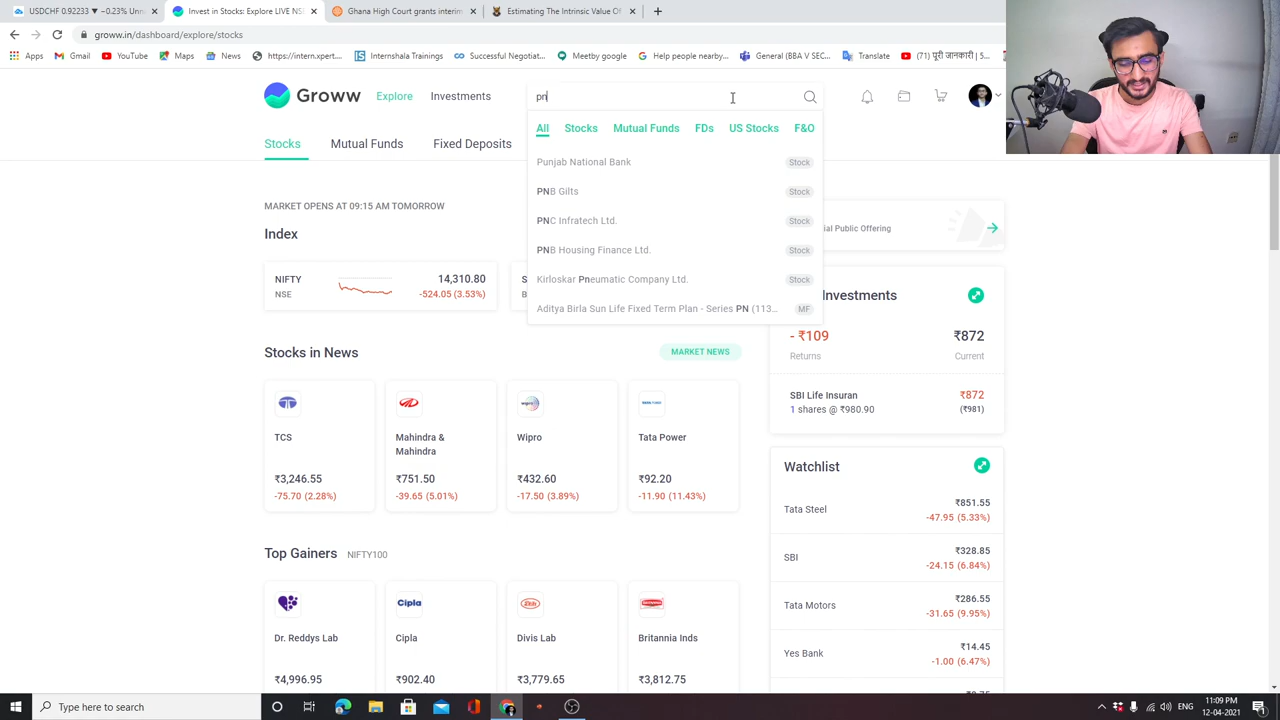 USDCHF 0.92233 ▼ −0.23% Unn
Invest in Stocks: Explore NSE Liv
Ghana High Court grants interim
Estimating The Intrinsic Value Of
groww.in/dashboard/explore/stocks
Apps
Gmail
YouTube
Maps
News
https://intern.xpert....
Internshala Trainings
Successful Negotiati...
Meetby google
Help people nearby...
General (BBA V SEC...
Translate
(71) पूरी जानकारी | 5...
Groww
Explore
Investments
pn
All
Stocks
Mutual Funds
FDs
US Stocks
F&O
Stocks
Mutual Funds
Fixed Deposits
Punjab National Bank
Stock
PNB Gilts
Stock
PNC Infratech Ltd.
Stock
PNB Housing Finance Ltd.
Stock
Kirloskar Pneumatic Company Ltd.
Stock
Aditya Birla Sun Life Fixed Term Plan - Series PN (113...
MF
MARKET OPENS AT 09:15 AM TOMORROW
Index
ial Public Offering
NIFTY
14,310.80
NSE
-524.05 (3.53%)
S
B
Investments
- ₹109
₹872
Returns
Current
SBI Life Insuran
₹872
1 shares @ ₹980.90
(₹981)
Stocks in News
MARKET NEWS
TCS
₹3,246.55
-75.70 (2.28%)
Mahindra &
Mahindra
₹751.50
-39.65 (5.01%)
wipro
Wipro
₹432.60
-17.50 (3.89%)
TATA POWER
Tata Power
₹92.20
-11.90 (11.43%)
Watchlist
Tata Steel
₹851.55
-47.95 (5.33%)
SBI
₹328.85
-24.15 (6.84%)
Tata Motors
₹286.55
-31.65 (9.95%)
Yes Bank
₹14.45
-1.00 (6.47%)
Top Gainers
NIFTY100
Dr. Reddys Lab
₹4,996.95
Cipla
Cipla
₹902.40
Divis Lab
₹3,779.65
Britannia Inds
₹3,812.75
Type here to search
ENG
11:09 PM
12-04-2021